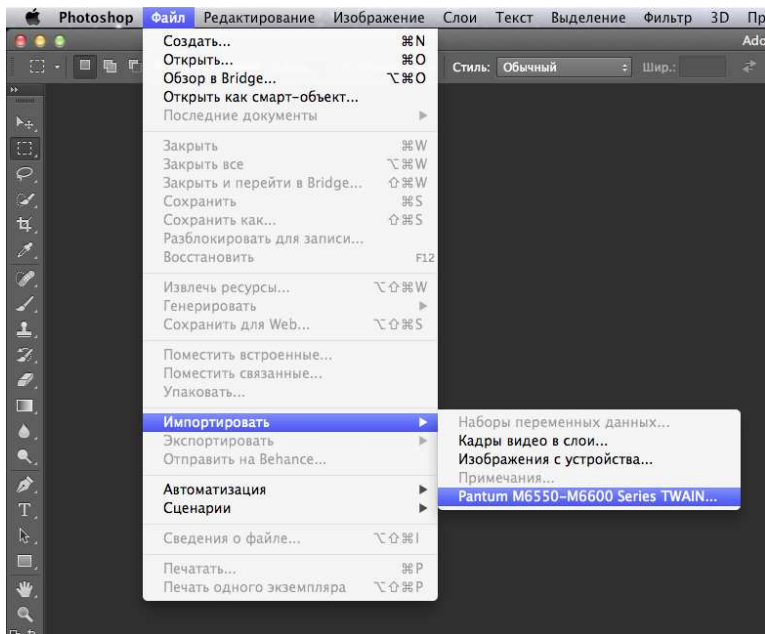 Photoshop Файл Редактирование Изображение Слои Текст Выделение Фильтр 3D Пр
Ado
Стиль: Обычный Шир.:
Создать... ⌘N
Открыть... ⌘O
Обзор в Bridge... ⌥⌘O
Открыть как смарт-объект...
Последние документы
Закрыть ⌘W
Закрыть все ⌥⌘W
Закрыть и перейти в Bridge... ⇧⌘W
Сохранить ⌘S
Сохранить как... ⇧⌘S
Разблокировать для записи...
Восстановить F12
Извлечь ресурсы... ⌥⇧⌘W
Генерировать
Сохранить для Web... ⌥⇧⌘S
Поместить встроенные...
Поместить связанные...
Упаковать...
Импортировать
Экспортировать
Отправить на Behance...
Автоматизация
Сценарии
Сведения о файле... ⌥⇧⌘I
Печатать... ⌘P
Печать одного экземпляра ⌥⇧⌘P
Наборы переменных данных...
Кадры видео в слои...
Изображения с устройства...
Примечания...
Pantum M6550-M6600 Series TWAIN...